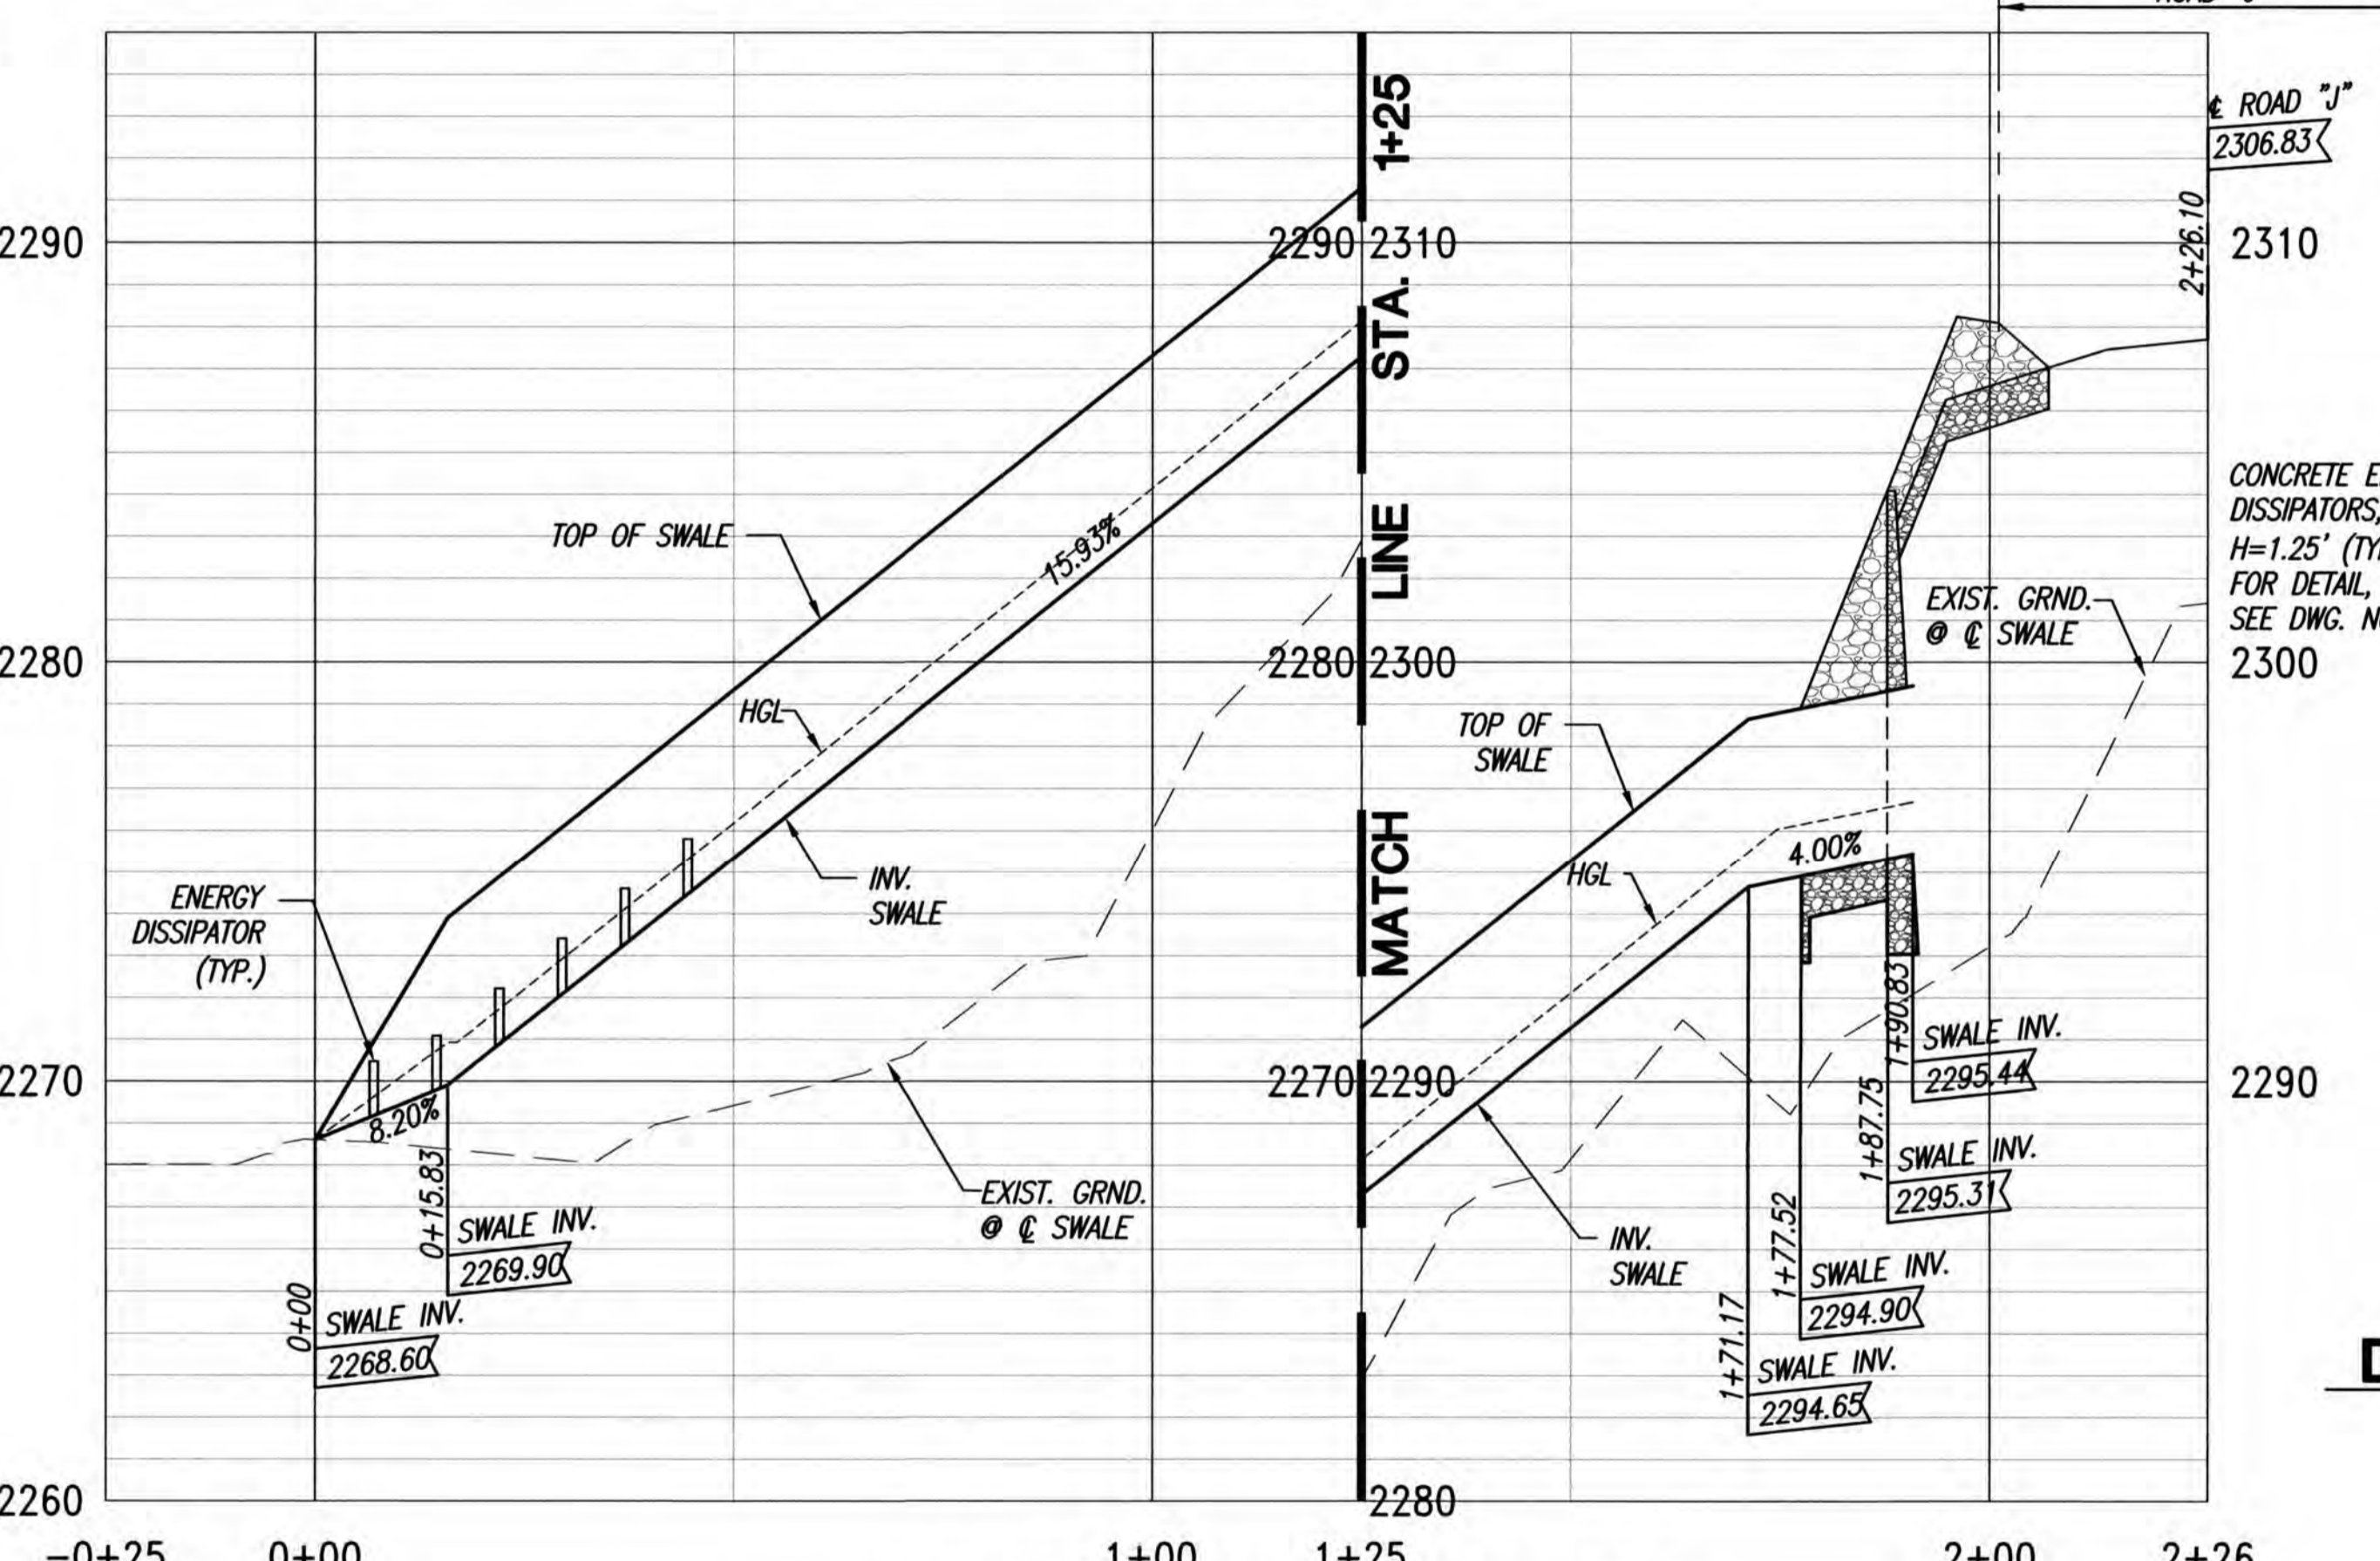 ℄ ROAD "J"
2306.83
2+26.10
2290
2290
2310
2310
MATCH LINE STA. 1+25
CONCRETE
DISSIPATORS,
H=1.25'
FOR DETAIL,
SEE DWG.
TOP OF SWALE
15.93%
EXIST. GRND.
@ ℄ SWALE
2280
2280
2300
2300
HGL
TOP OF
SWALE
4.00%
HGL
INV.
SWALE
ENERGY
DISSIPATOR
(TYP.)
8.20%
2270
2270
2290
2290
1+90.83
SWALE INV.
2295.44
1+87.75
SWALE INV.
2295.31
1+77.52
SWALE INV.
2294.90
1+71.17
SWALE INV.
2294.65
INV.
SWALE
EXIST. GRND.
@ ℄ SWALE
0+15.83
SWALE INV.
2269.90
0+00
SWALE INV.
2268.60
2260
2280
-0+25
0+00
1+00
1+25
2+00
2+26